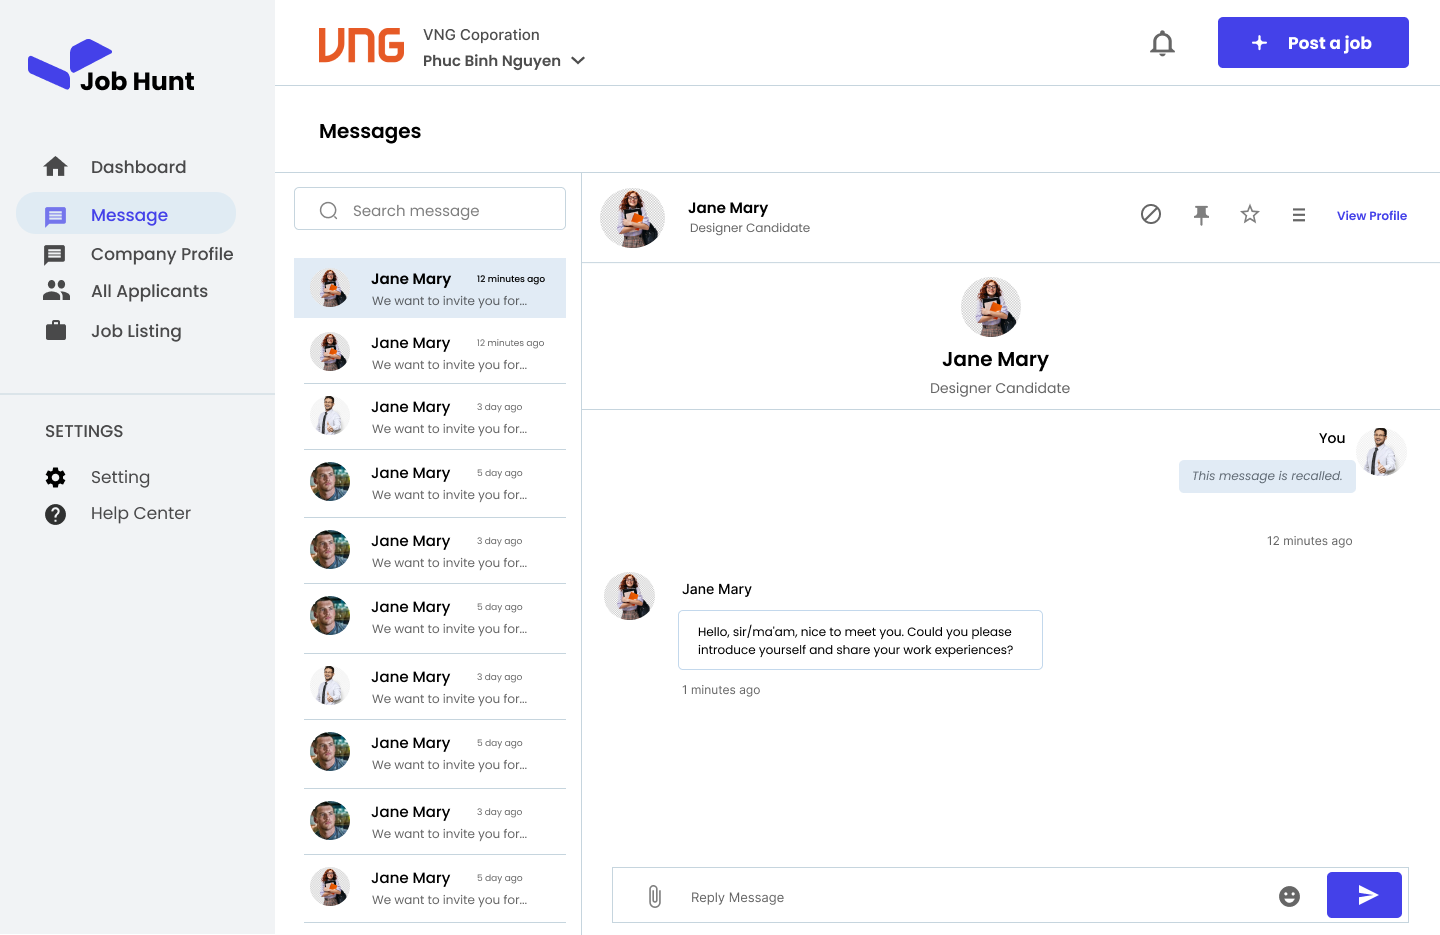 Job Hunt
Dashboard
Message
Company Profile
All Applicants
Job Listing
SETTINGS
Setting
Help Center
VNG
VNG Coporation
Phuc Binh Nguyen
Post a job
Messages
Search message
Jane Mary 12 minutes ago
We want to invite you for...
Jane Mary 12 minutes ago
We want to invite you for...
Jane Mary 3 day ago
We want to invite you for...
Jane Mary 5 day ago
We want to invite you for...
Jane Mary 3 day ago
We want to invite you for...
Jane Mary 5 day ago
We want to invite you for...
Jane Mary 3 day ago
We want to invite you for...
Jane Mary 5 day ago
We want to invite you for...
Jane Mary 3 day ago
We want to invite you for...
Jane Mary 5 day ago
We want to invite you for...
Jane Mary
Designer Candidate
View Profile
Jane Mary
Designer Candidate
You
This message is recalled.
12 minutes ago
Jane Mary
Hello, sir/ma'am, nice to meet you. Could you please
introduce yourself and share your work experiences?
1 minutes ago
Reply Message